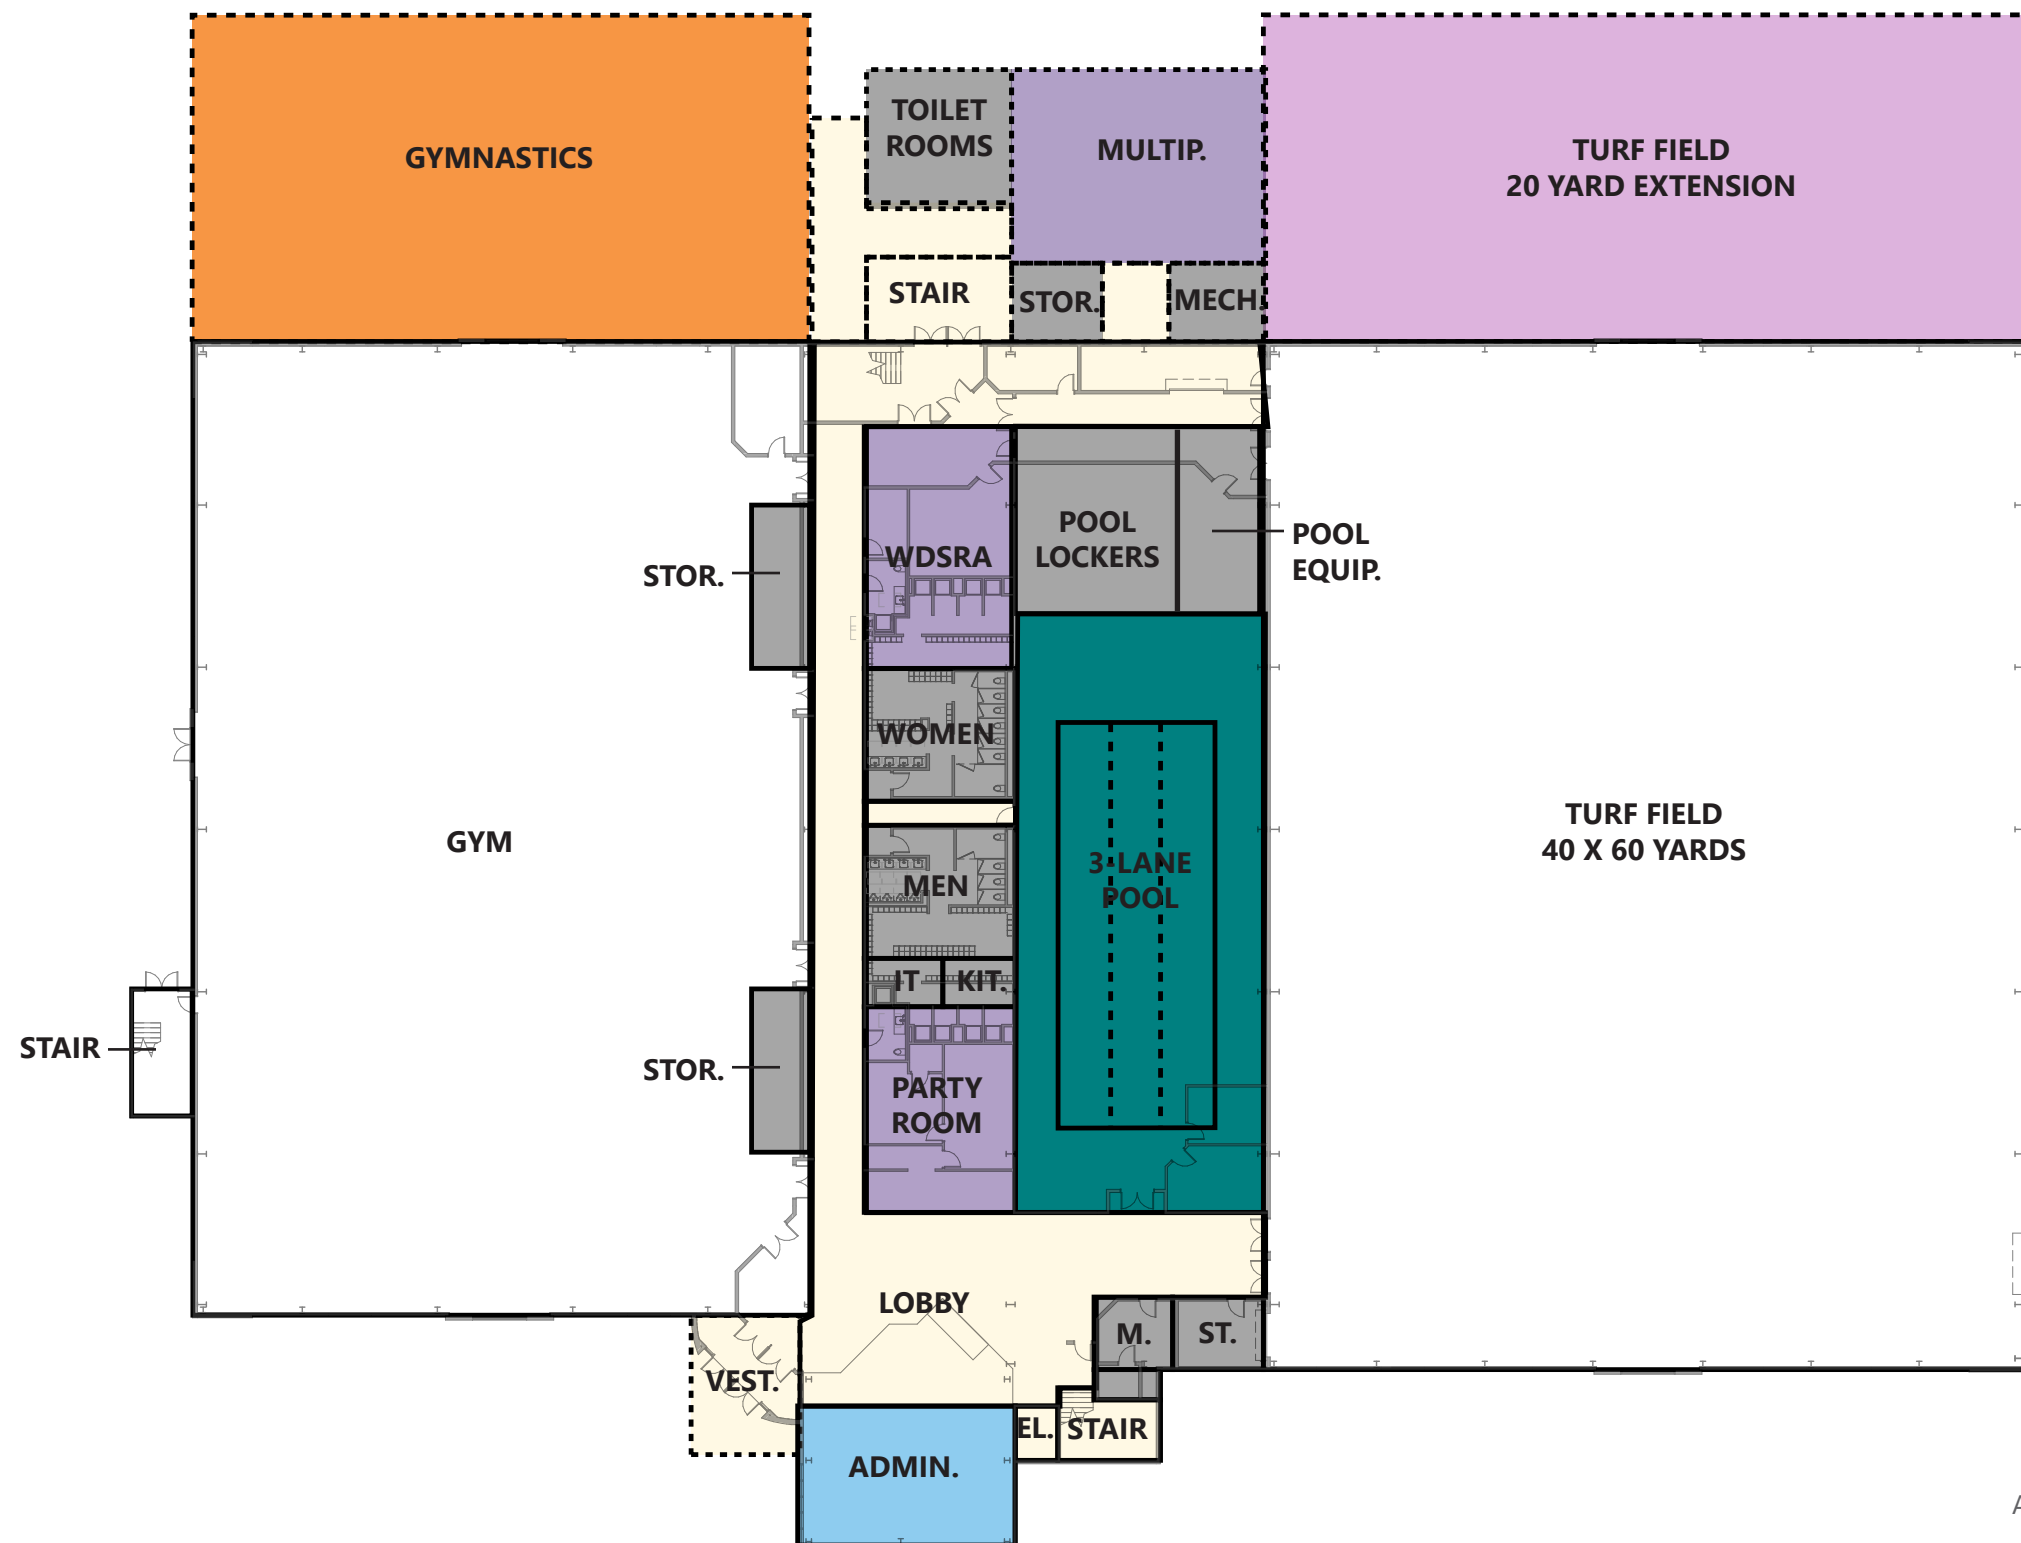 TOILET
ROOMS
MULTIP.
GYMNASTICS
TURF FIELD
20 YARD EXTENSION
STAIR
STOR.
MECH.
POOL
LOCKERS
POOL
EQUIP.
WDSRA
STOR.
WOMEN
GYM
TURF FIELD
40 X 60 YARDS
3-LANE
POOL
MEN
IT
KIT.
STAIR
STOR.
PARTY
ROOM
LOBBY
M.
ST.
VEST.
EL.
STAIR
ADMIN.